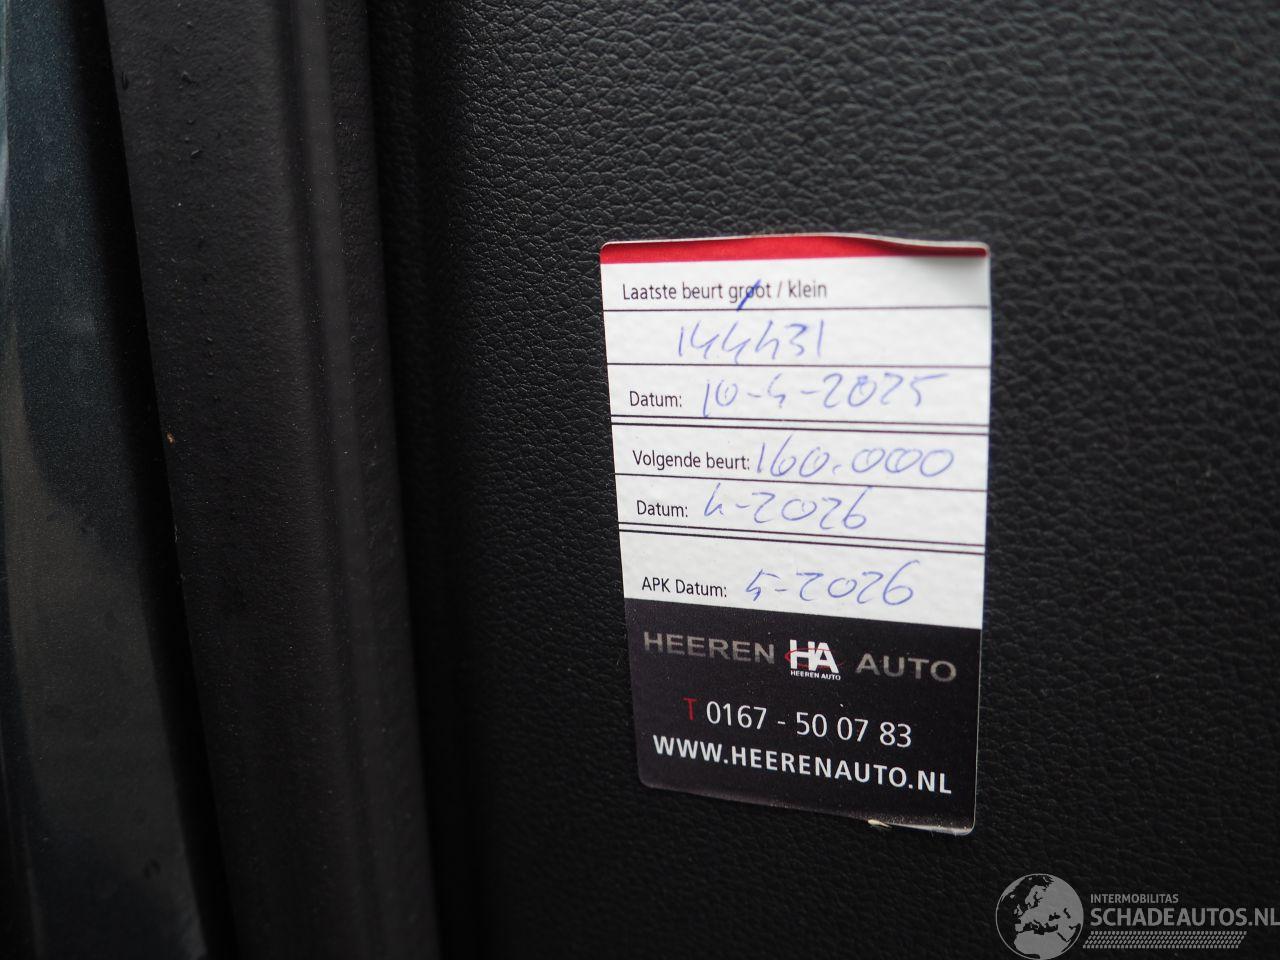 Laatste beurt groot / klein
144431
Datum: 10-4-2025
Volgende beurt: 160.000
Datum: 4-2026
APK Datum: 5-2026
HEEREN HA AUTO
HEEREN AUTO
T 0167 - 50 07 83
WWW.HEERENAUTO.NL
INTERMOBILITAS
SCHADEAUTOS.NL